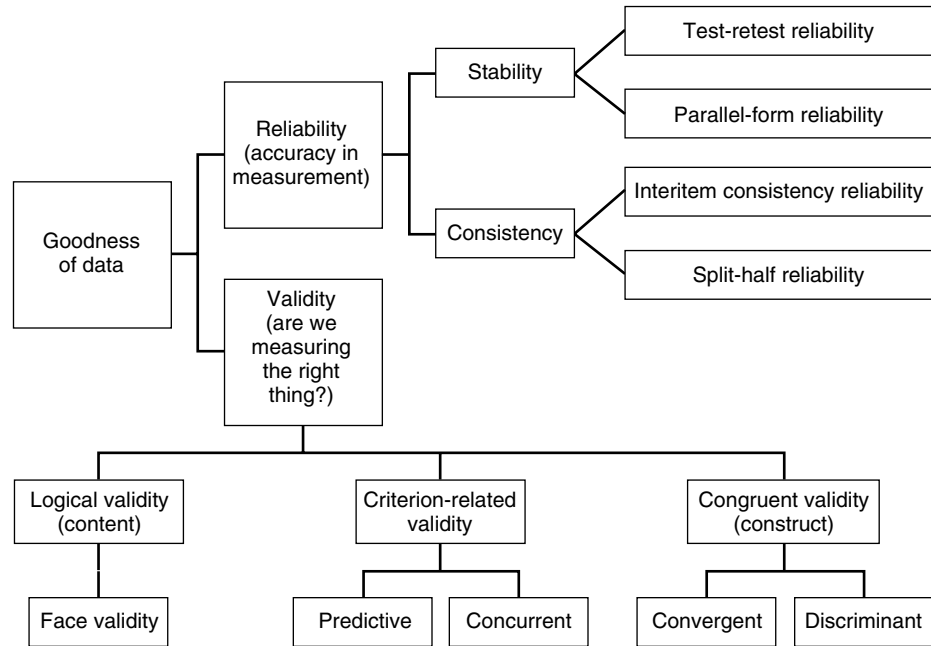 Test-retest reliability
Stability
Parallel-form reliability
Reliability
(accuracy in
measurement)
Interitem consistency reliability
Consistency
Split-half reliability
Goodness
of data
Validity
(are we
measuring
the right
thing?)
Logical validity
(content)
Criterion-related
validity
Congruent validity
(construct)
Face validity
Predictive
Concurrent
Convergent
Discriminant